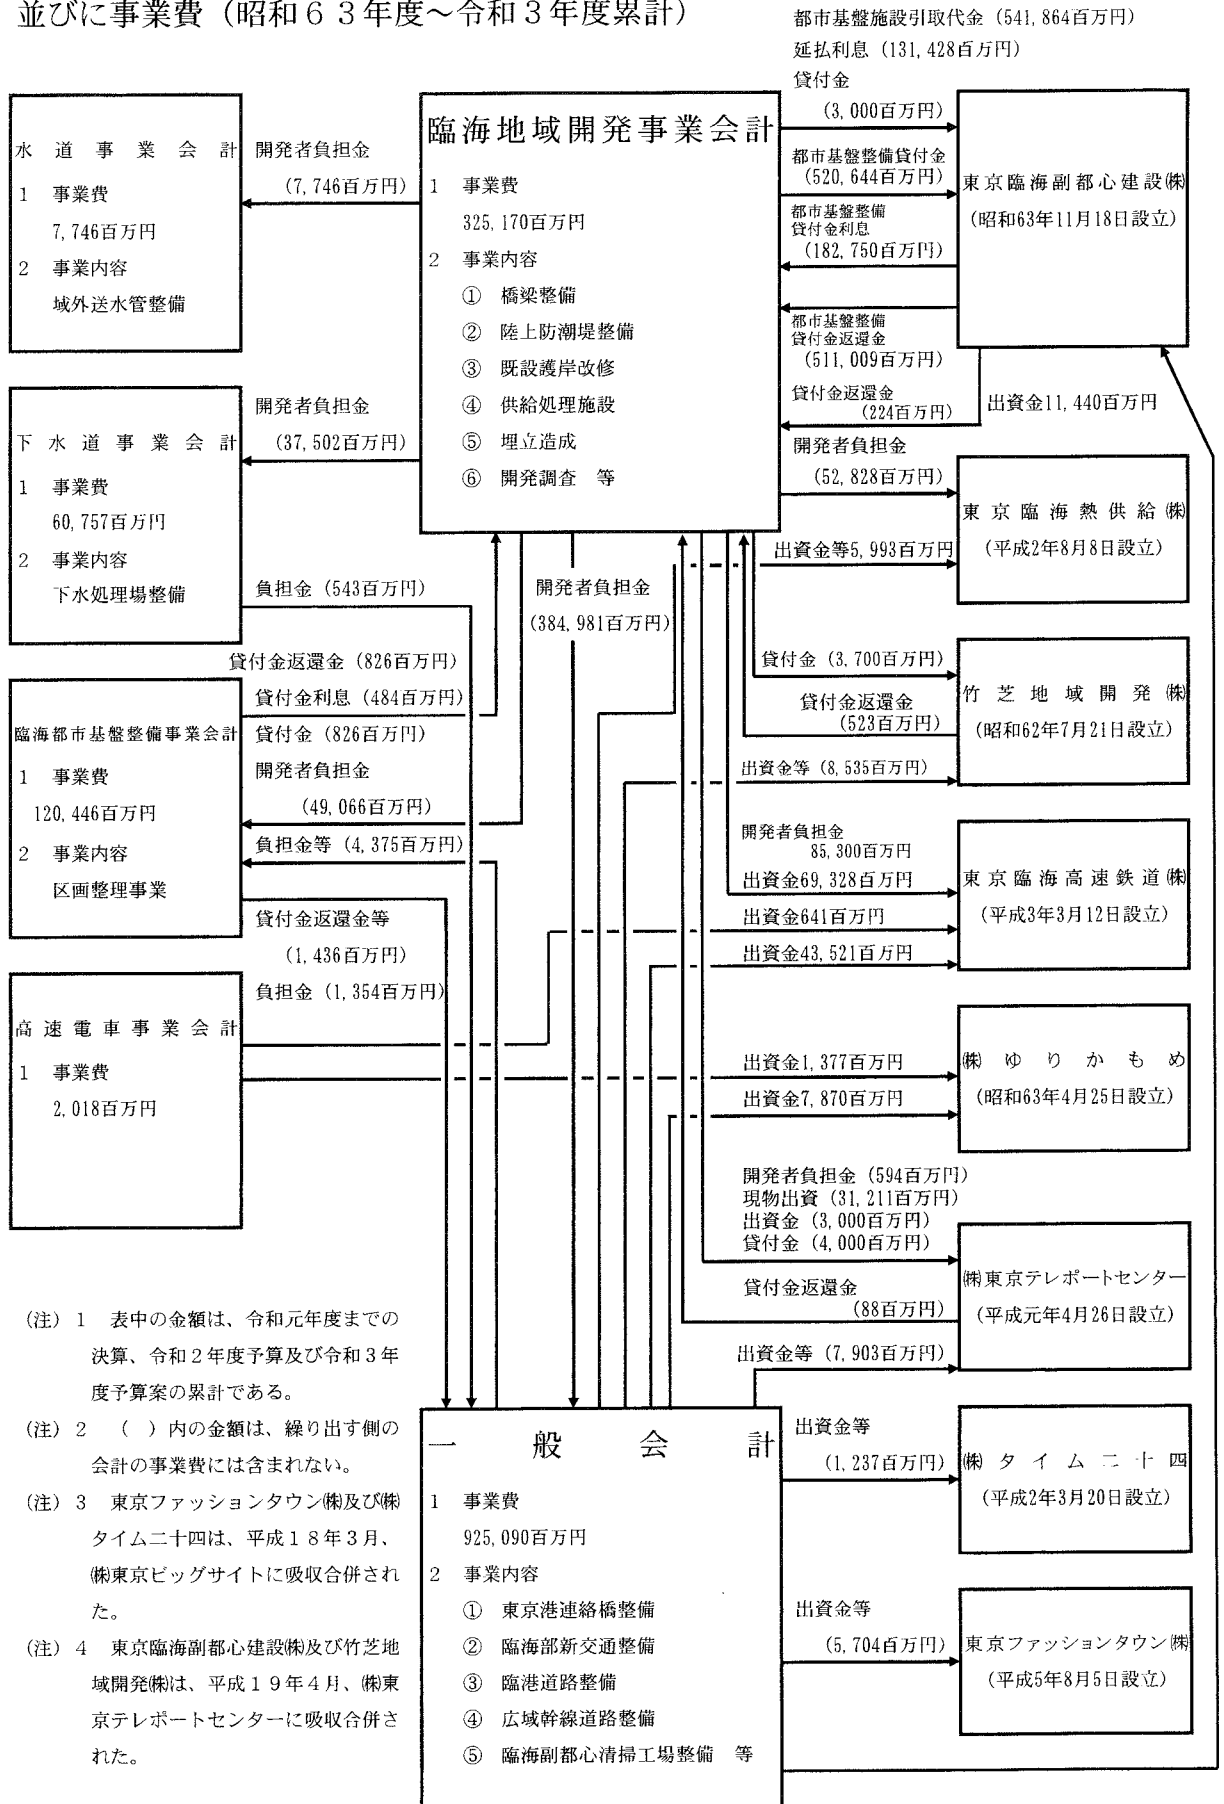 並びに事業費（昭和６３年度～令和３年度累計）
都市基盤施設引取代金（541,864百万円）
延払利息（131,428百万円）
貸付金
（3,000百万円）
都市基盤整備貸付金
（520,644百万円）
都市基盤整備
貸付金利息
（182,750百万円）
都市基盤整備
貸付金返還金
（511,009百万円）
貸付金返還金
（224百万円）
出資金11,440百万円
東京臨海副都心建設㈱
（昭和63年11月18日設立）
水道事業会計
1　事業費
7,746百万円
2　事業内容
域外送水管整備
開発者負担金
（7,746百万円）
臨海地域開発事業会計
1　事業費
325,170百万円
2　事業内容
①　橋梁整備
②　陸上防潮堤整備
③　既設護岸改修
④　供給処理施設
⑤　埋立造成
⑥　開発調査　等
下水道事業会計
1　事業費
60,757百万円
2　事業内容
下水処理場整備
開発者負担金
（37,502百万円）
負担金（543百万円）
開発者負担金
（52,828百万円）
出資金等5,993百万円
東京臨海熱供給㈱
（平成2年8月8日設立）
開発者負担金
（384,981百万円）
貸付金返還金（826百万円）
貸付金利息（484百万円）
貸付金（826百万円）
開発者負担金
（49,066百万円）
負担金等（4,375百万円）
貸付金返還金等
（1,436百万円）
負担金（1,354百万円）
臨海都市基盤整備事業会計
1　事業費
120,446百万円
2　事業内容
区画整理事業
貸付金（3,700百万円）
貸付金返還金
（523百万円）
出資金等（8,535百万円）
竹芝地域開発㈱
（昭和62年7月21日設立）
開発者負担金
85,300百万円
出資金69,328百万円
出資金641百万円
出資金43,521百万円
東京臨海高速鉄道㈱
（平成3年3月12日設立）
高速電車事業会計
1　事業費
2,018百万円
出資金1,377百万円
出資金7,870百万円
㈱ゆりかもめ
（昭和63年4月25日設立）
開発者負担金（594百万円）
現物出資（31,211百万円）
出資金（3,000百万円）
貸付金（4,000百万円）
貸付金返還金
（88百万円）
出資金等（7,903百万円）
㈱東京テレポートセンター
（平成元年4月26日設立）
（注）１　表中の金額は、令和元年度までの
決算、令和２年度予算及び令和３年
度予算案の累計である。
（注）２　（　）内の金額は、繰り出す側の
会計の事業費には含まれない。
（注）３　東京ファッションタウン㈱及び㈱
タイム二十四は、平成１８年３月、
㈱東京ビッグサイトに吸収合併され
た。
（注）４　東京臨海副都心建設㈱及び竹芝地
域開発㈱は、平成１９年４月、㈱東
京テレポートセンターに吸収合併さ
れた。
一般会計
1　事業費
925,090百万円
2　事業内容
①　東京港連絡橋整備
②　臨海部新交通整備
③　臨港道路整備
④　広域幹線道路整備
⑤　臨海副都心清掃工場整備　等
出資金等
（1,237百万円）
㈱タイム二十四
（平成2年3月20日設立）
出資金等
（5,704百万円）
東京ファッションタウン㈱
（平成5年8月5日設立）